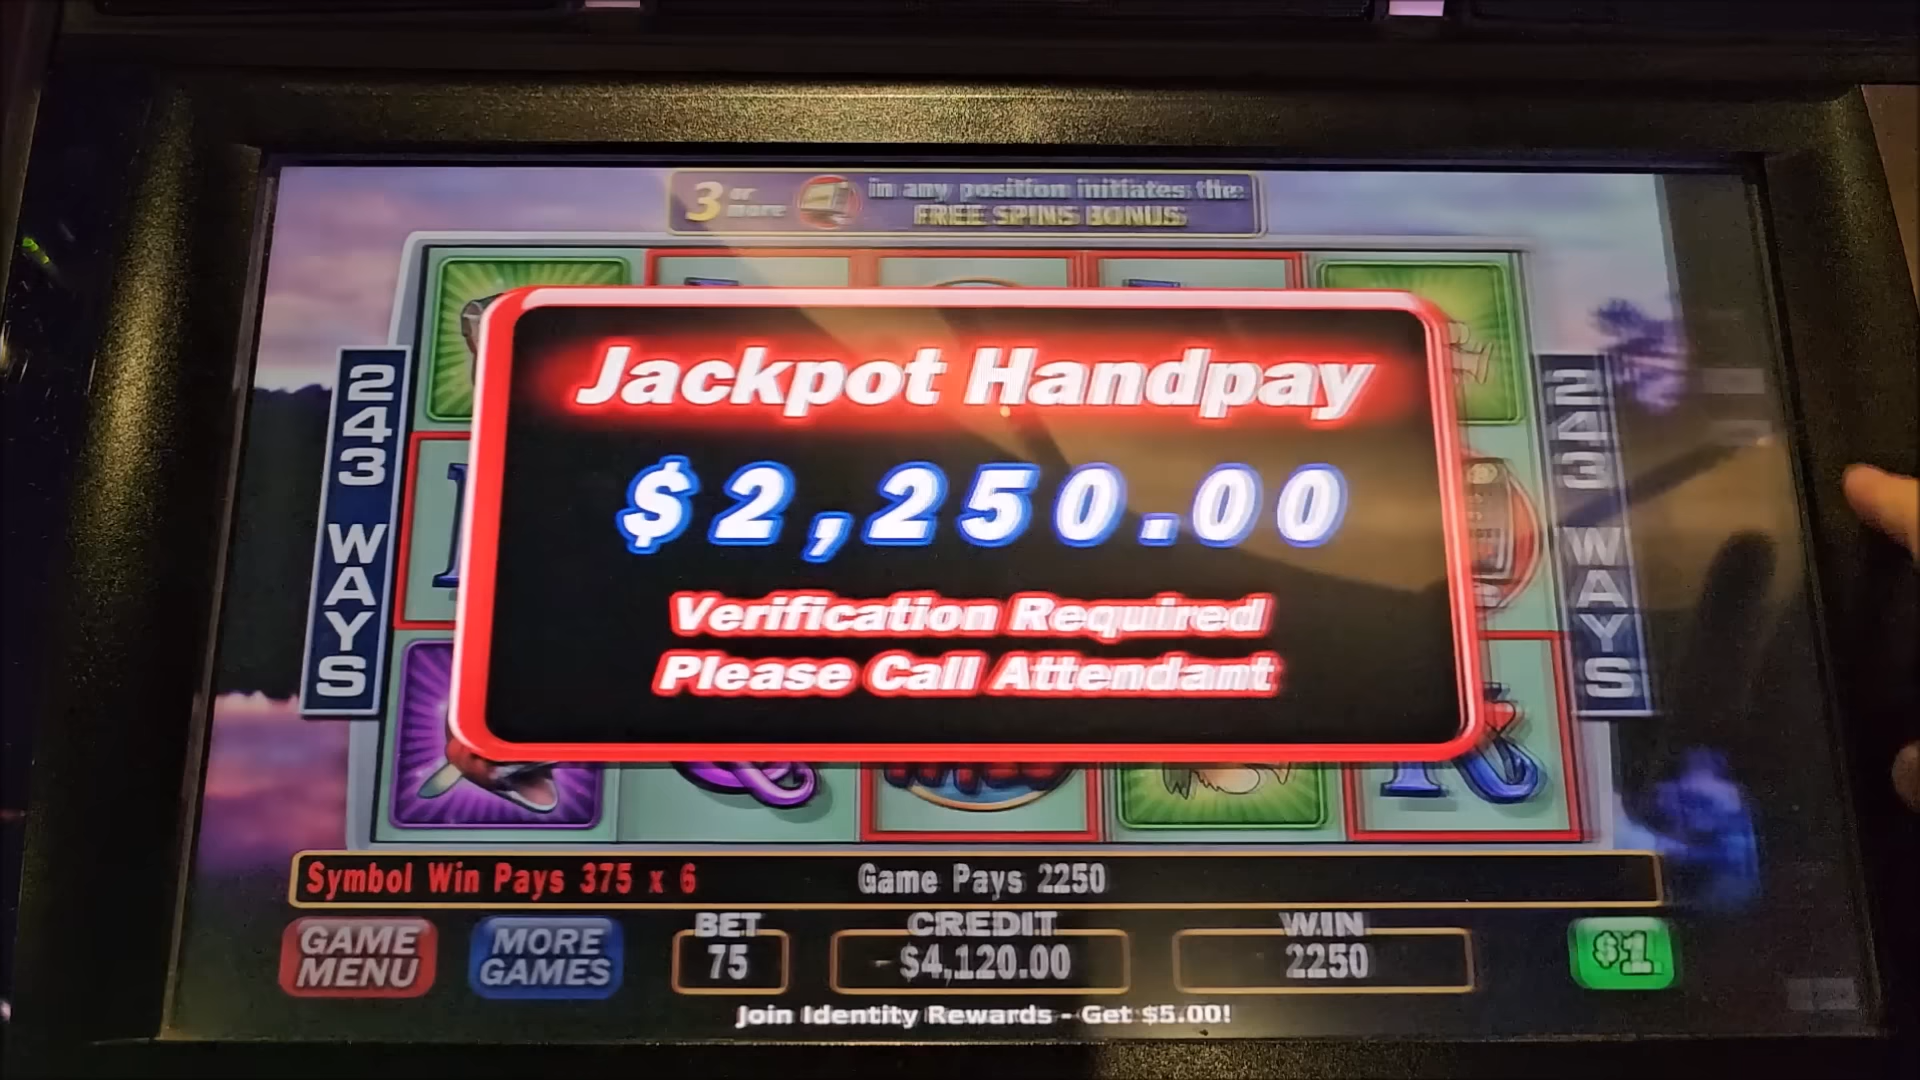 3 or more in any position initiates the
FREE SPINS BONUS
243 WAYS
243 WAYS
Jackpot Handpay
$2,250.00
Verification Required
Please Call Attendant
Symbol Win Pays 375 x 6
Game Pays 2250
GAME MENU
MORE GAMES
BET
75
CREDIT
$4,120.00
WIN
2250
$1
Join Identity Rewards - Get $5.00!